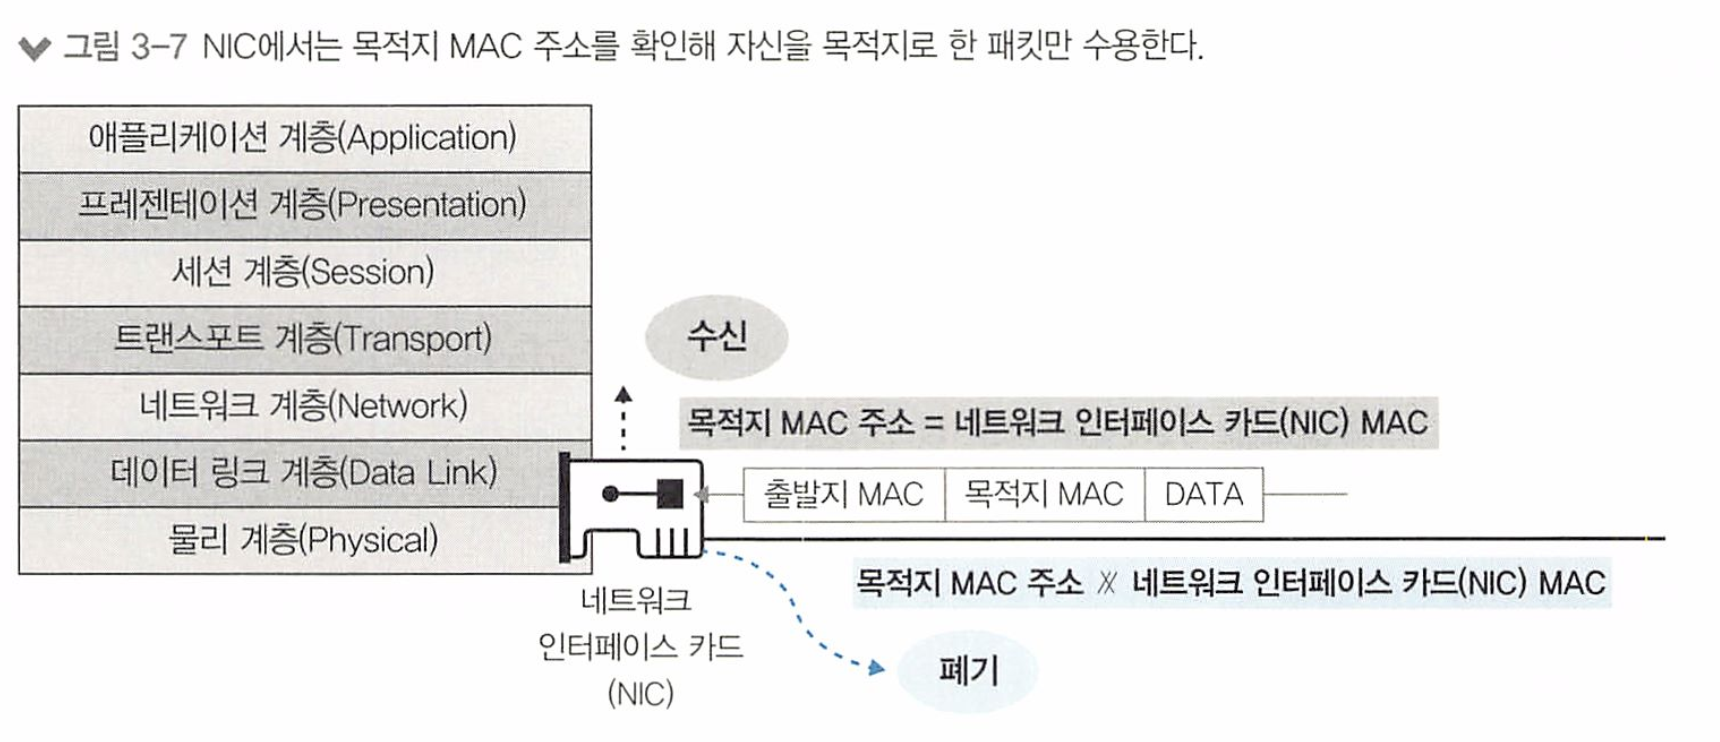 그림 3-7 NIC에서는 목적지 MAC 주소를 확인해 자신을 목적지로 한 패킷만 수용한다.
애플리케이션 계층(Application)
프레젠테이션 계층(Presentation)
세션 계층(Session)
트랜스포트 계층(Transport)
네트워크 계층(Network)
데이터 링크 계층(Data Link)
물리 계층(Physical)
수신
목적지 MAC 주소 = 네트워크 인터페이스 카드(NIC) MAC
출발지 MAC 목적지 MAC DATA
목적지 MAC 주소 ╳ 네트워크 인터페이스 카드(NIC) MAC
네트워크
인터페이스 카드
(NIC)
폐기